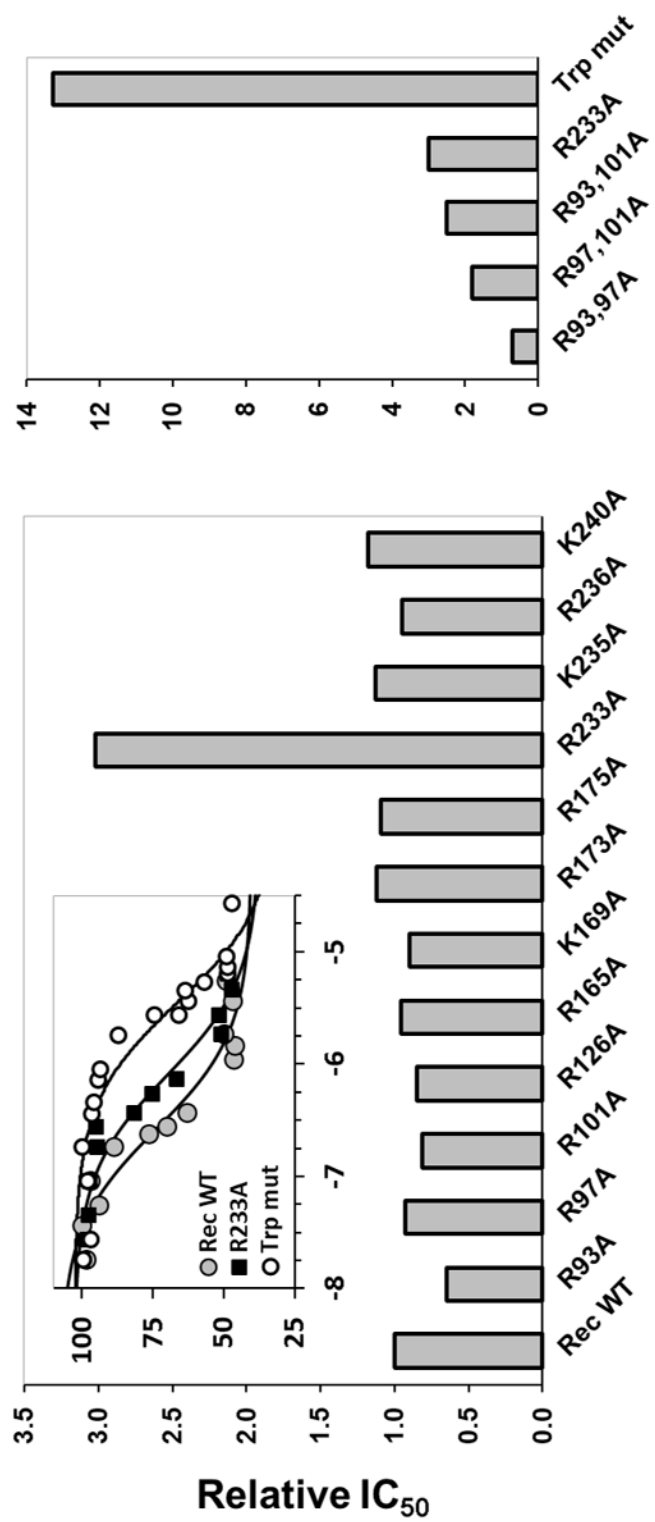 Relative IC50
3.5
3.0
2.5
2.0
1.5
1.0
0.5
0.0
Rec WT
R93A
R97A
R101A
R126A
R165A
K169A
R173A
R175A
R233A
K235A
R236A
K240A
100
75
50
25
-8
-7
-6
-5
Rec WT
R233A
Trp mut
14
12
10
8
6
4
2
0
R93,97A
R97,101A
R93,101A
R233A
Trp mut